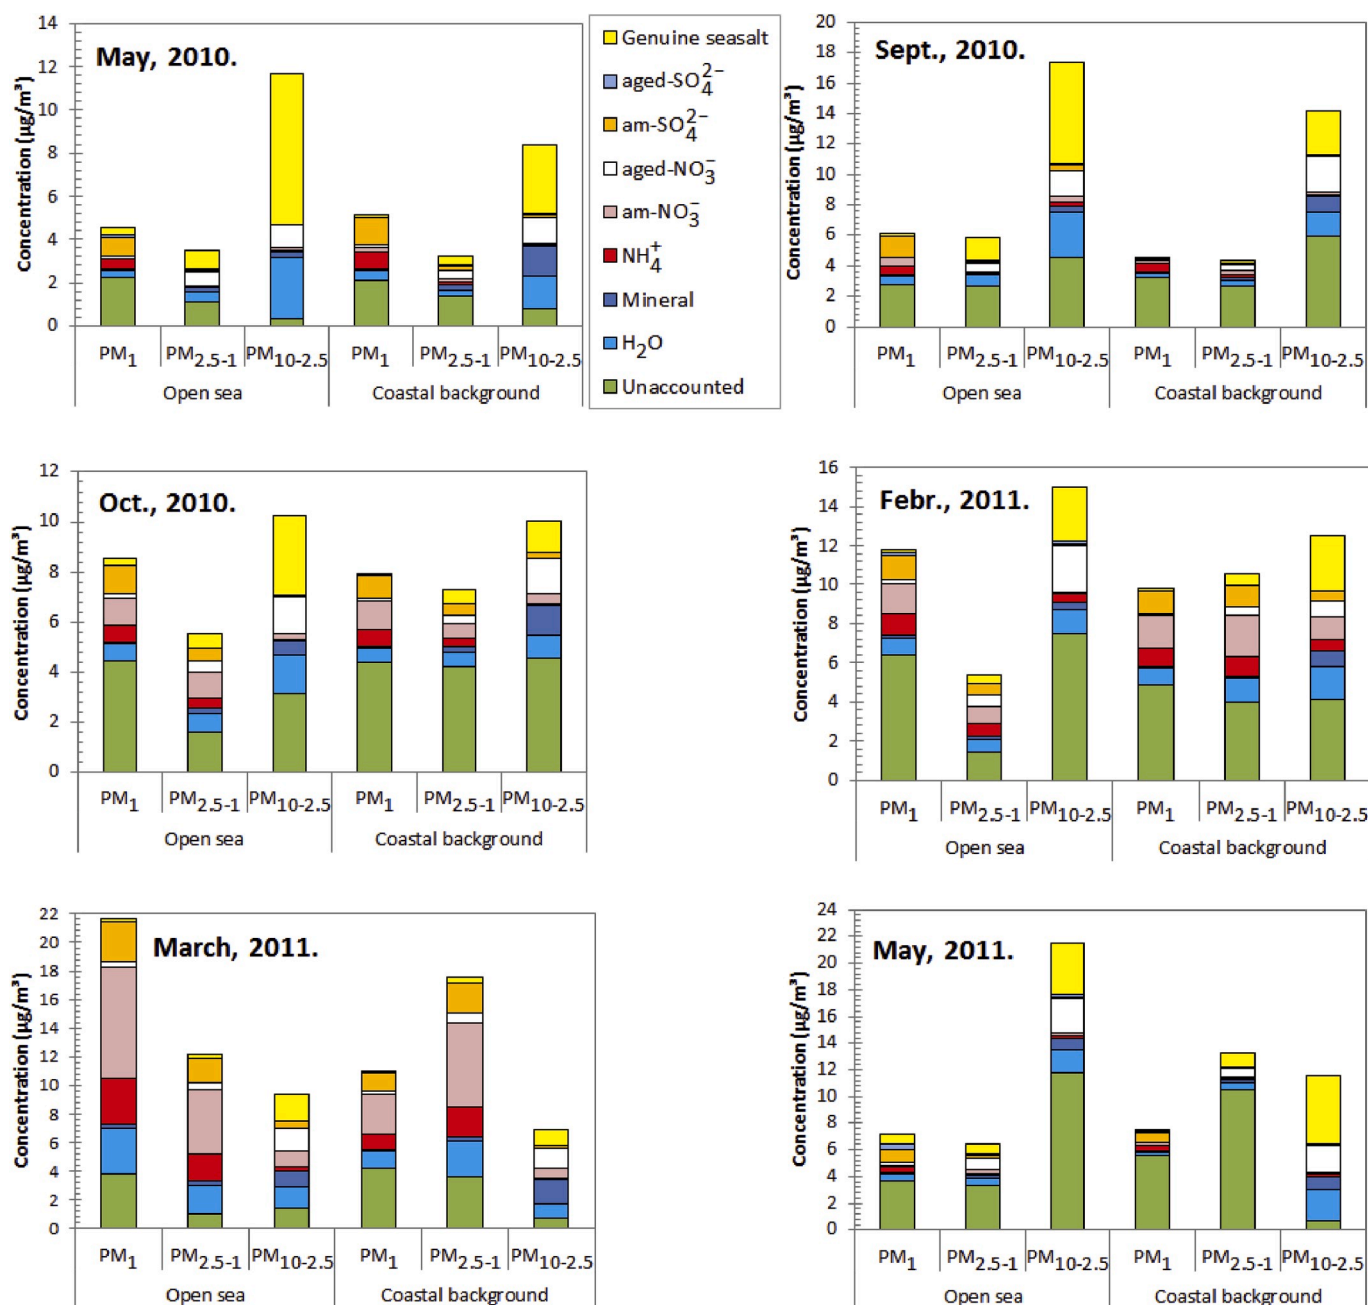 May, 2010.
Concentration (µg/m³)
14
12
10
8
6
4
2
0
PM1 PM2.5-1 PM10-2.5 PM1 PM2.5-1 PM10-2.5
Open sea Coastal background
Genuine seasalt
aged-SO4 2−
am-SO4 2−
aged-NO3 −
am-NO3 −
NH4 +
Mineral
H2O
Unaccounted
Sept., 2010.
Concentration (µg/m³)
20
18
16
14
12
10
8
6
4
2
0
PM1 PM2.5-1 PM10-2.5 PM1 PM2.5-1 PM10-2.5
Open sea Coastal background
Oct., 2010.
Concentration (µg/m³)
12
10
8
6
4
2
0
PM1 PM2.5-1 PM10-2.5 PM1 PM2.5-1 PM10-2.5
Open sea Coastal background
Febr., 2011.
Concentration (µg/m³)
16
14
12
10
8
6
4
2
0
PM1 PM2.5-1 PM10-2.5 PM1 PM2.5-1 PM10-2.5
Open sea Coastal background
March, 2011.
Concentration (µg/m³)
22
20
18
16
14
12
10
8
6
4
2
0
PM1 PM2.5-1 PM10-2.5 PM1 PM2.5-1 PM10-2.5
Open sea Coastal background
May, 2011.
Concentration (µg/m³)
24
22
20
18
16
14
12
10
8
6
4
2
0
PM1 PM2.5-1 PM10-2.5 PM1 PM2.5-1 PM10-2.5
Open sea Coastal background